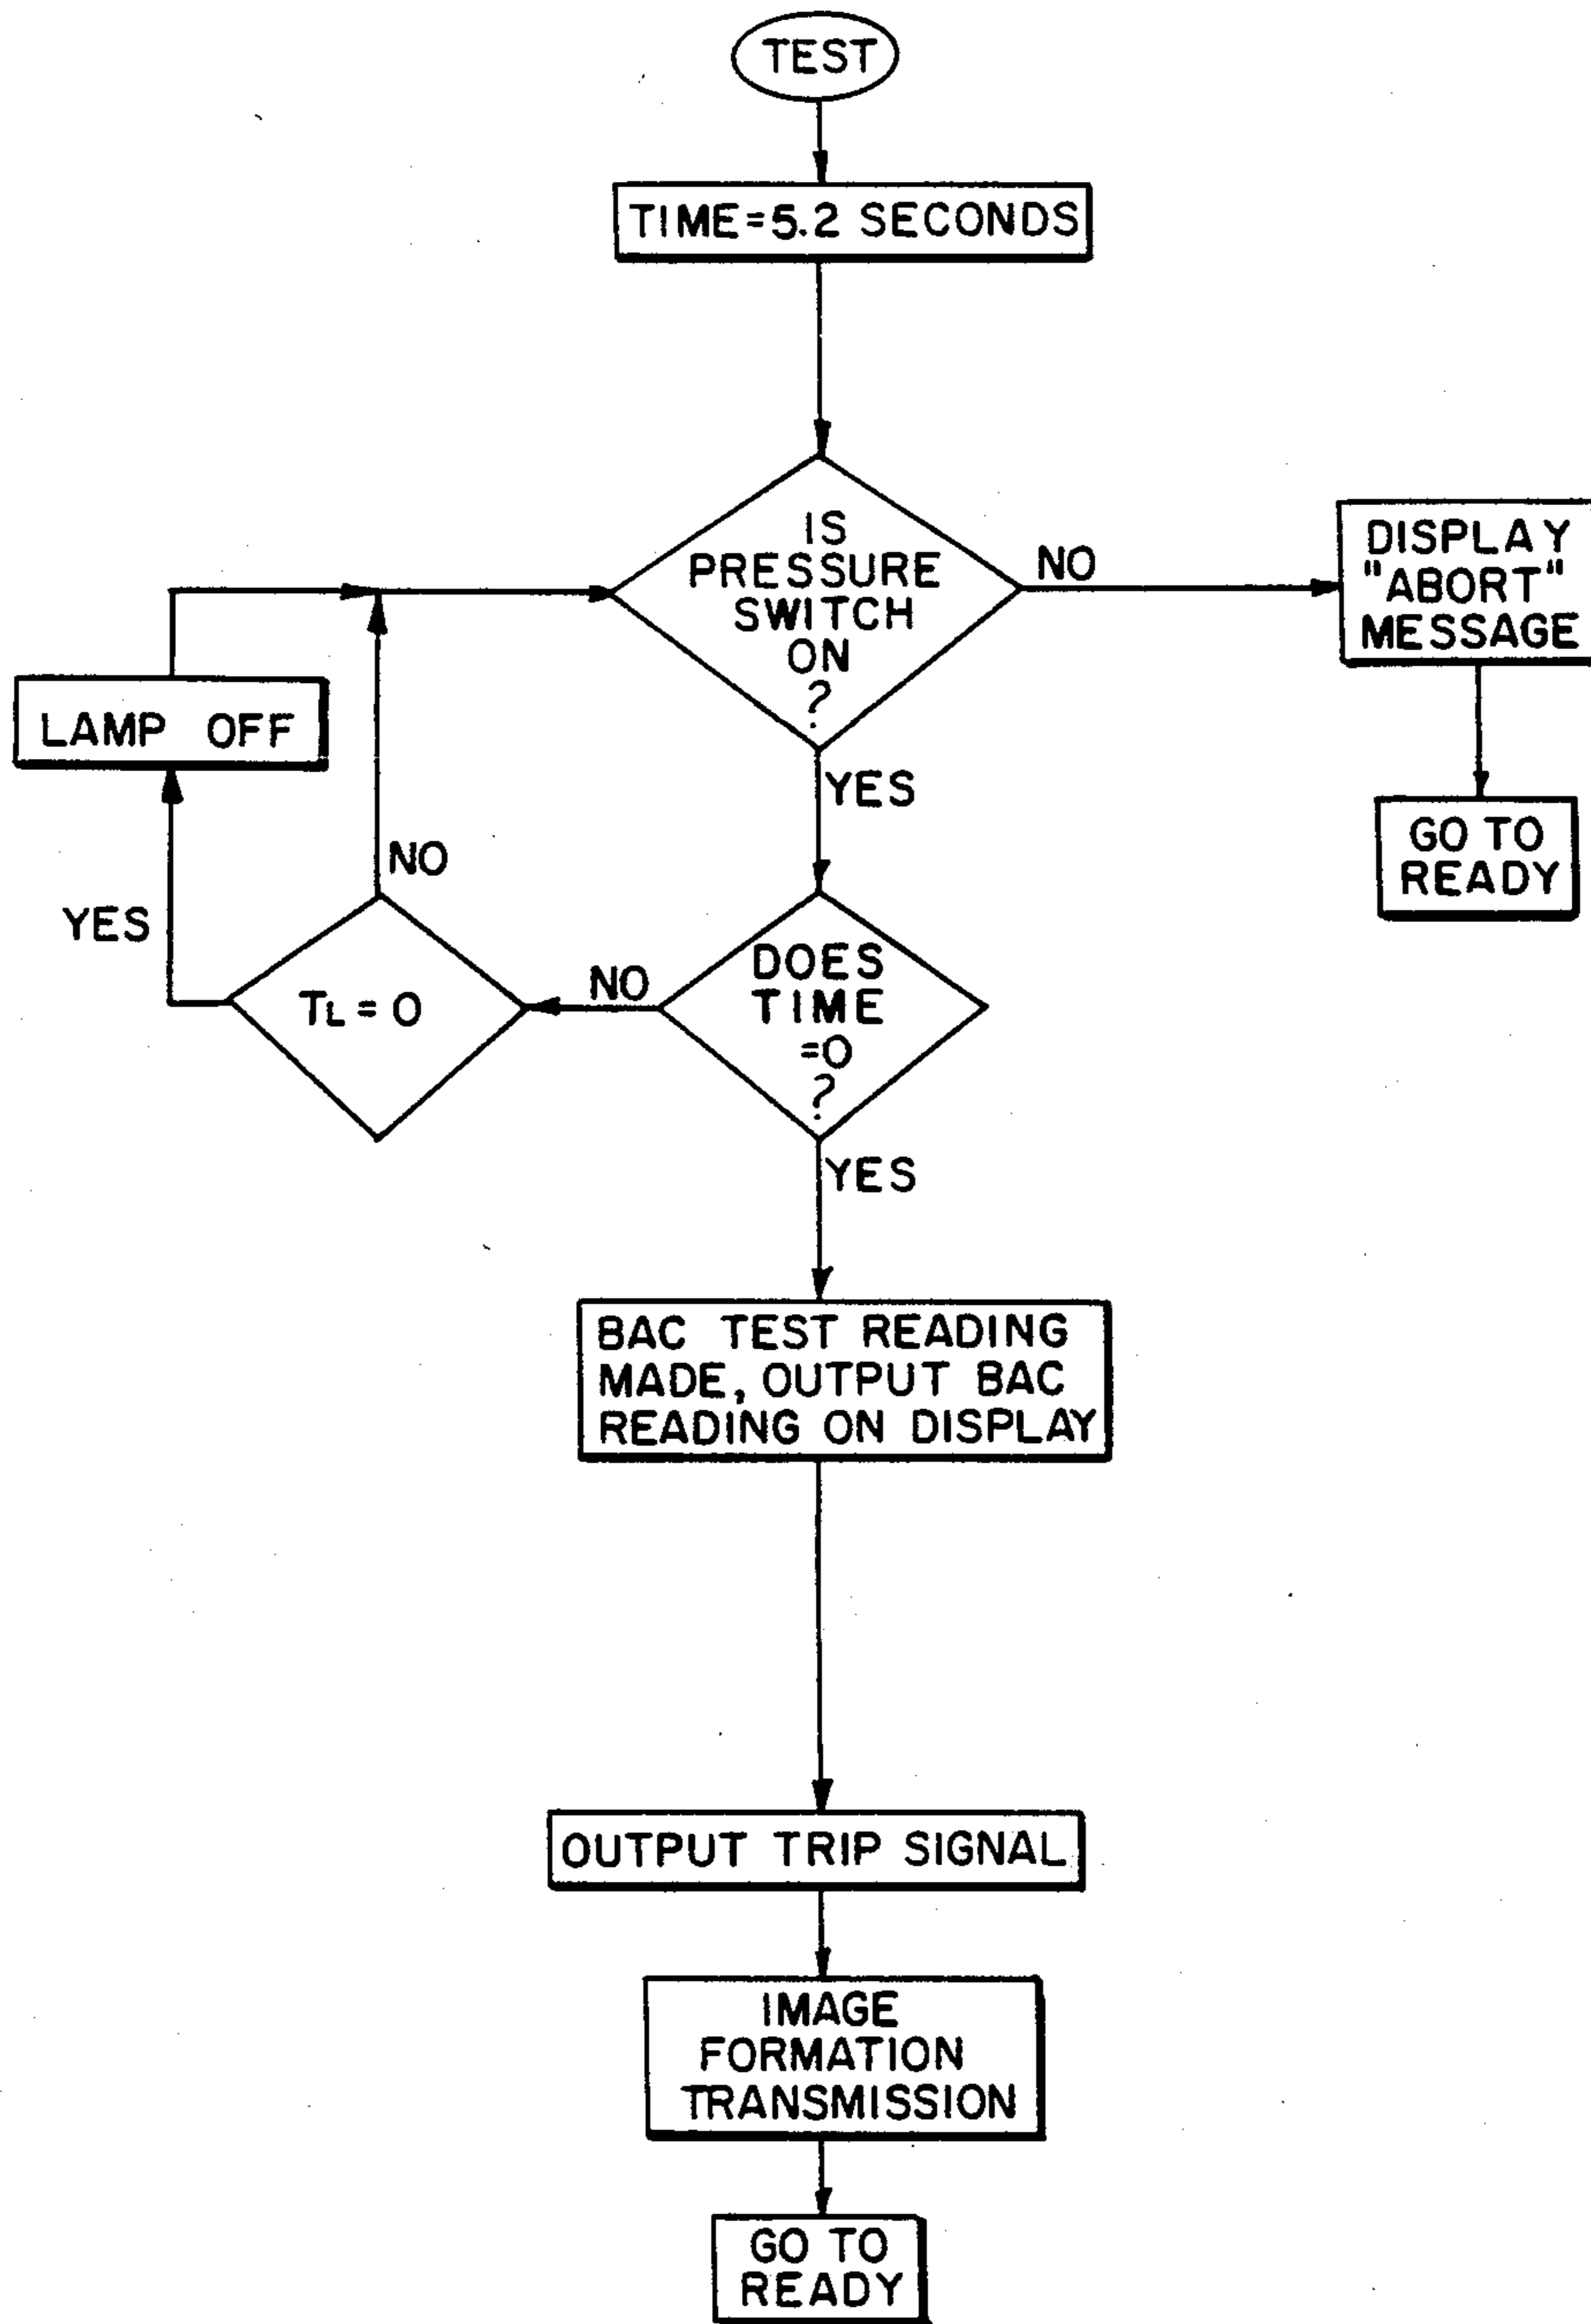 TEST
TIME=5.2 SECONDS
IS
PRESSURE
SWITCH
ON
?
NO
DISPLAY
"ABORT"
MESSAGE
GO TO
READY
LAMP OFF
YES
NO
YES
TL = 0
NO
DOES
TIME
=0
?
YES
BAC TEST READING
MADE, OUTPUT BAC
READING ON DISPLAY
OUTPUT TRIP SIGNAL
IMAGE
FORMATION
TRANSMISSION
GO TO
READY